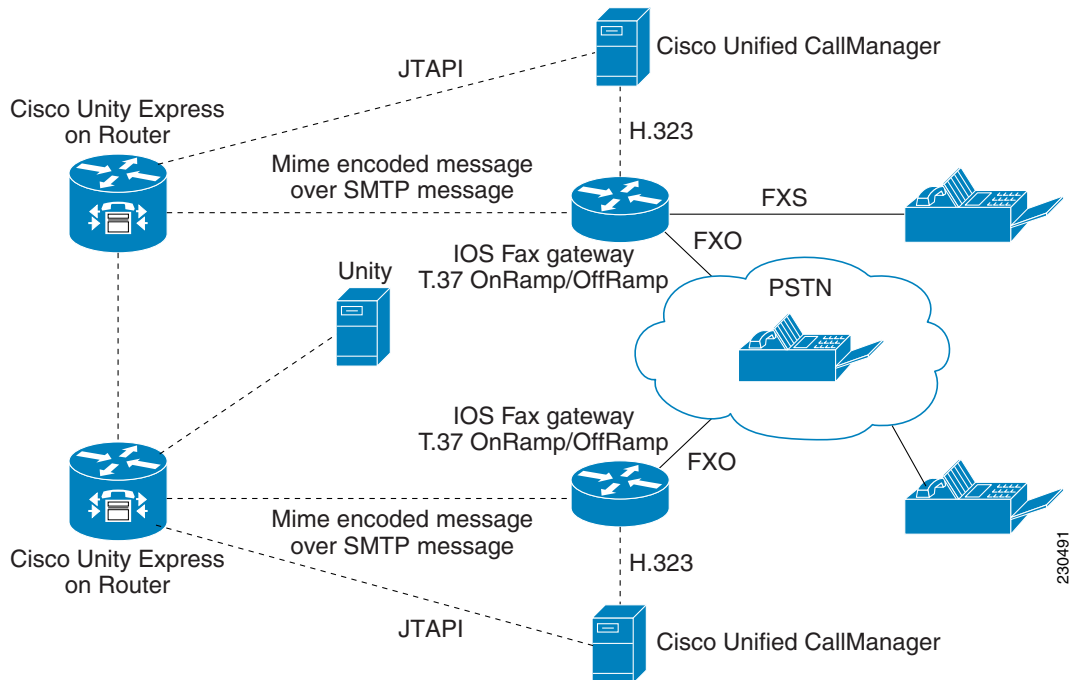 Cisco Unified CallManager
JTAPI
Cisco Unity Express
on Router
H.323
Mime encoded message
over SMTP message
FXS
FXO
IOS Fax gateway
T.37 OnRamp/OffRamp
Unity
PSTN
IOS Fax gateway
T.37 OnRamp/OffRamp
FXO
Mime encoded message
over SMTP message
Cisco Unity Express
on Router
H.323
JTAPI
Cisco Unified CallManager
230491